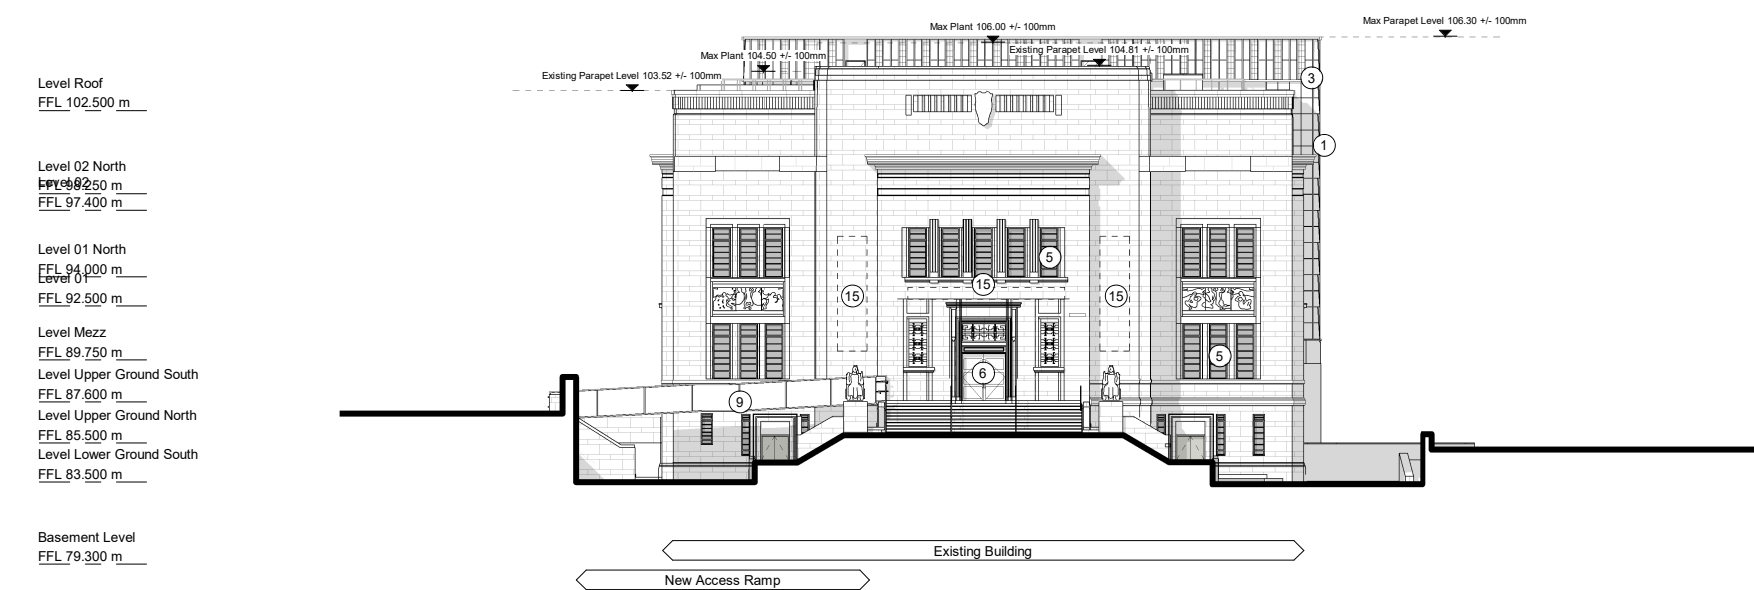 Max Parapet Level 106.30 +/- 100mm
Max Plant 106.00 +/- 100mm
Existing Parapet Level 104.81 +/- 100mm
Max Plant 104.50 +/- 100mm
Existing Parapet Level 103.52 +/- 100mm
3
1
Level Roof
FFL 102.500 m
Level 02 North
FFL 98.250 m
Level 02
FFL 97.400 m
Level 01 North
FFL 94.000 m
Level 01
FFL 92.500 m
Level Mezz
FFL 89.750 m
Level Upper Ground South
FFL 87.600 m
Level Upper Ground North
FFL 85.500 m
Level Lower Ground South
FFL 83.500 m
Basement Level
FFL 79.300 m
5
15
15
15
5
6
9
Existing Building
New Access Ramp